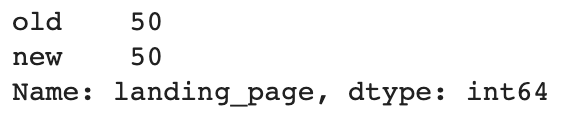 old    50
new    50
Name: landing_page, dtype: int64